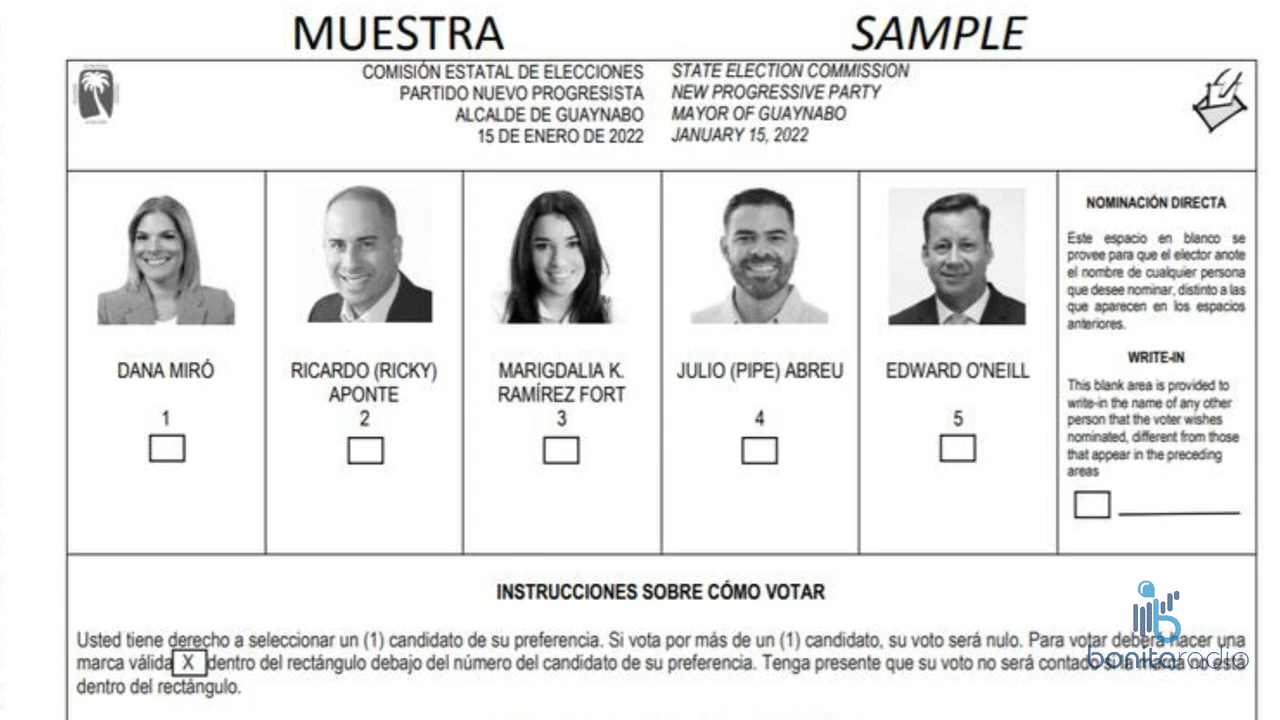 MUESTRA SAMPLE
COMISIÓN ESTATAL DE ELECCIONES
PARTIDO NUEVO PROGRESISTA
ALCALDE DE GUAYNABO
15 DE ENERO DE 2022
STATE ELECTION COMMISSION
NEW PROGRESSIVE PARTY
MAYOR OF GUAYNABO
JANUARY 15, 2022
DANA MIRÓ
1
RICARDO (RICKY)
APONTE
2
MARIGDALIA K.
RAMÍREZ FORT
3
JULIO (PIPE) ABREU
4
EDWARD O'NEILL
5
NOMINACIÓN DIRECTA
Este espacio en blanco se
provee para que el elector anote
el nombre de cualquier persona
que desee nominar, distinto a las
que aparecen en los espacios
anteriores.
WRITE-IN
This blank area is provided to
write-in the name of any other
person that the voter wishes
nominated, different from those
that appear in the preceding
areas
INSTRUCCIONES SOBRE CÓMO VOTAR
Usted tiene derecho a seleccionar un (1) candidato de su preferencia. Si vota por más de un (1) candidato, su voto será nulo. Para votar deberá hacer una
marca válida X dentro del rectángulo debajo del número del candidato de su preferencia. Tenga presente que su voto no será contado si la marca no está
dentro del rectángulo.
bonitaradio